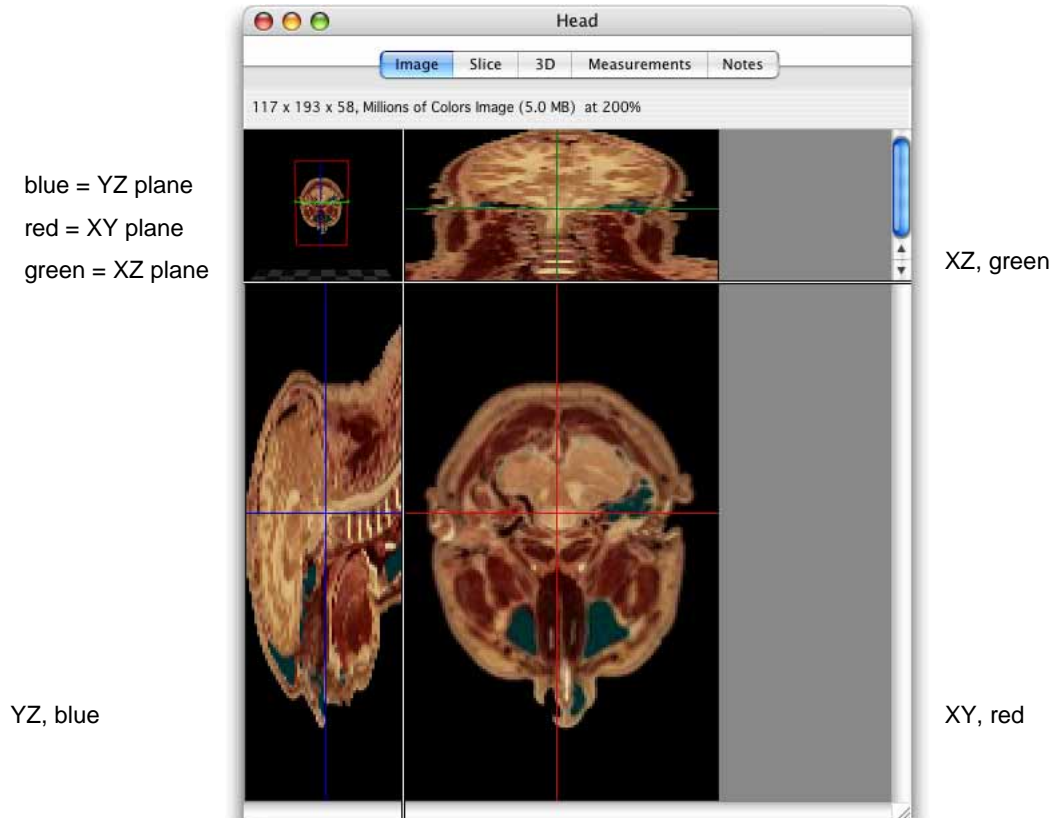 Head
Image Slice 3D Measurements Notes
117 x 193 x 58, Millions of Colors Image (5.0 MB) at 200%
blue = YZ plane
red = XY plane
green = XZ plane
XZ, green
YZ, blue
XY, red